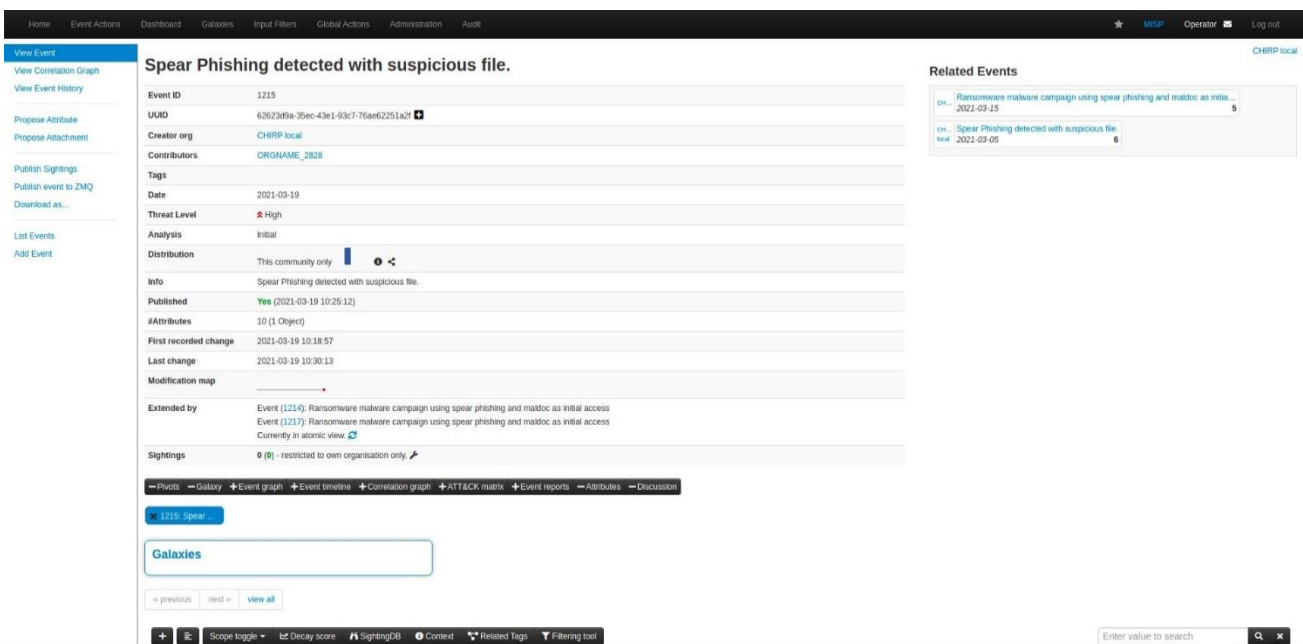 Home Event Actions Dashboard Galaxies Input Filters Global Actions Administration Audit MISP Operator Log out
View Event
View Correlation Graph
View Event History
Propose Attribute
Propose Attachment
Publish Sightings
Publish event to ZMQ
Download as...
List Events
Add Event
CHIRP local
Spear Phishing detected with suspicious file.
Event ID 1215
UUID 62623d9a-35ec-43e1-93c7-76ae62251a2f
Creator org CHIRP local
Contributors ORGNAME_2828
Tags
Date 2021-03-19
Threat Level High
Analysis Initial
Distribution This community only
Info Spear Phishing detected with suspicious file.
Published Yes (2021-03-19 10:25:12)
#Attributes 10 (1 Object)
First recorded change 2021-03-19 10:18:57
Last change 2021-03-19 10:30:13
Modification map
Extended by Event (1214): Ransomware malware campaign using spear phishing and maldoc as initial access
Event (1217): Ransomware malware campaign using spear phishing and maldoc as initial access
Currently in atomic view.
Sightings 0 (0) - restricted to own organisation only.
Related Events
CH... Ransomware malware campaign using spear phishing and maldoc as initia...
2021-03-15 5
CH... Spear Phishing detected with suspicious file.
local 2021-03-05 6
Pivots Galaxy Event graph Event timeline Correlation graph ATT&CK matrix Event reports Attributes Discussion
1215: Spear ...
Galaxies
« previous next » view all
Scope toggle Decay score SightingDB Context Related Tags Filtering tool Enter value to search